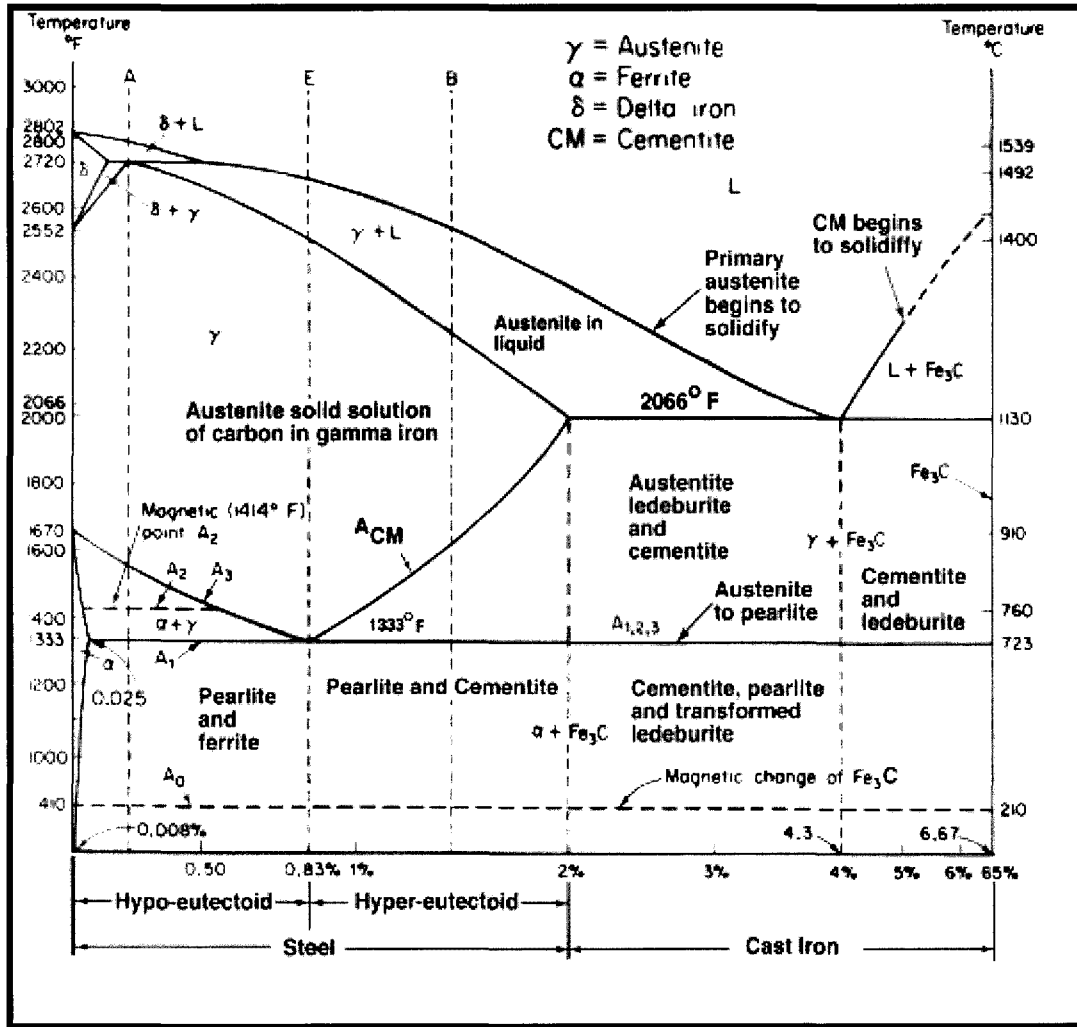 Temperature
°F
Temperature
°C
γ = Austenite
α = Ferrite
δ = Delta iron
CM = Cementite
A
E
B
3000
2802
2800
2720
2600
2552
2400
2200
2066
2000
1800
1670
1600
400
1333
1200
1000
410
1539
1492
1400
1130
910
760
723
210
δ + L
δ
δ + γ
γ + L
L
CM begins
to solidiffy
Primary
austenite
begins to
solidify
γ
Austenite in
liquid
L + Fe₃C
2066° F
Austenite solid solution
of carbon in gamma iron
Austentite
ledeburite
and
cementite
Fe₃C
Magnetic (1414° F)
point A₂
A_CM
γ + Fe₃C
A₂
A₃
Austenite
to pearlite
Cementite
and
ledeburite
α + γ
1333° F
A₁,₂,₃
α
A₁
0.025
Pearlite
and
ferrite
Pearlite and Cementite
Cementite, pearlite
and transformed
ledeburite
α + Fe₃C
A₀
Magnetic change of Fe₃C
0.008%
4.3
6.67
0.50
0.83%
1%
2%
3%
4%
5%
6%
65%
Hypo-eutectoid
Hyper-eutectoid
Steel
Cast Iron